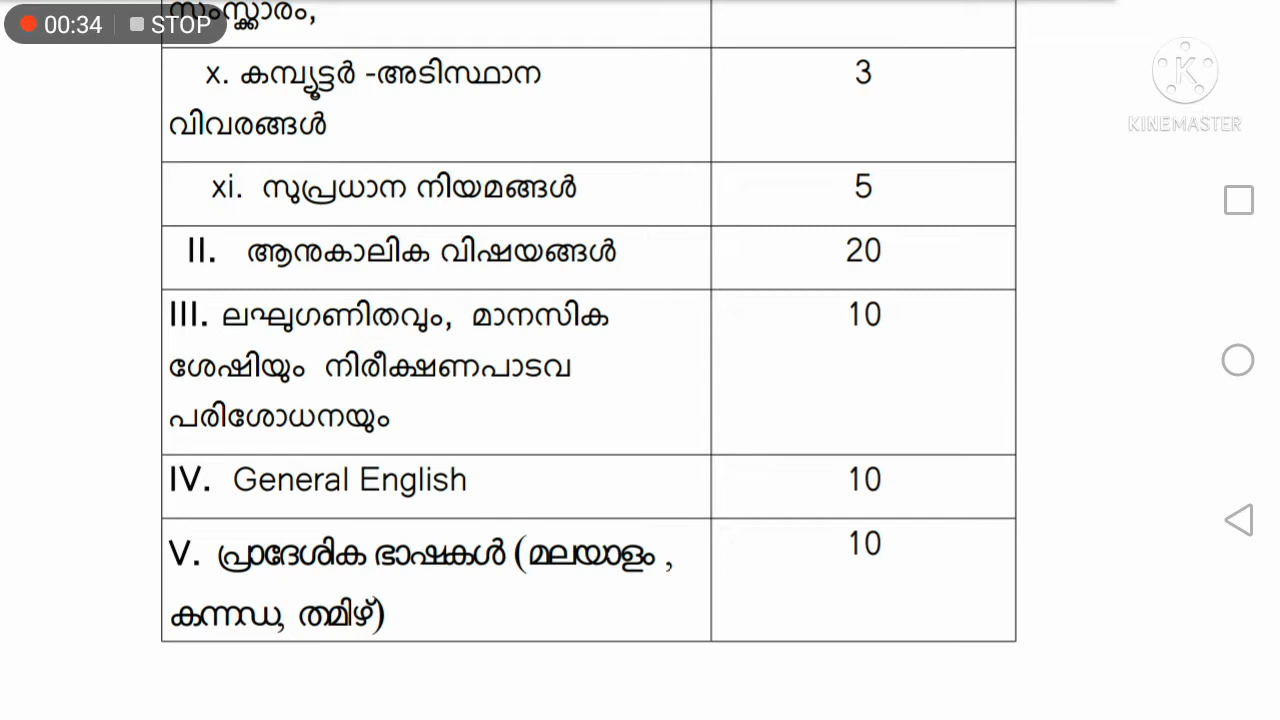 സംസ്ക്കാരം,
00:34 STOP
x. കമ്പ്യൂട്ടർ -അടിസ്ഥാന 3
വിവരങ്ങൾ
KINEMASTER
xi. സുപ്രധാന നിയമങ്ങൾ 5
II. ആനുകാലിക വിഷയങ്ങൾ 20
III. ലഘുഗണിതവും, മാനസിക 10
ശേഷിയും നിരീക്ഷണപാടവ
പരിശോധനയും
IV. General English 10
V. പ്രാദേശിക ഭാഷകൾ (മലയാളം , 10
കന്നഡ, തമിഴ്)